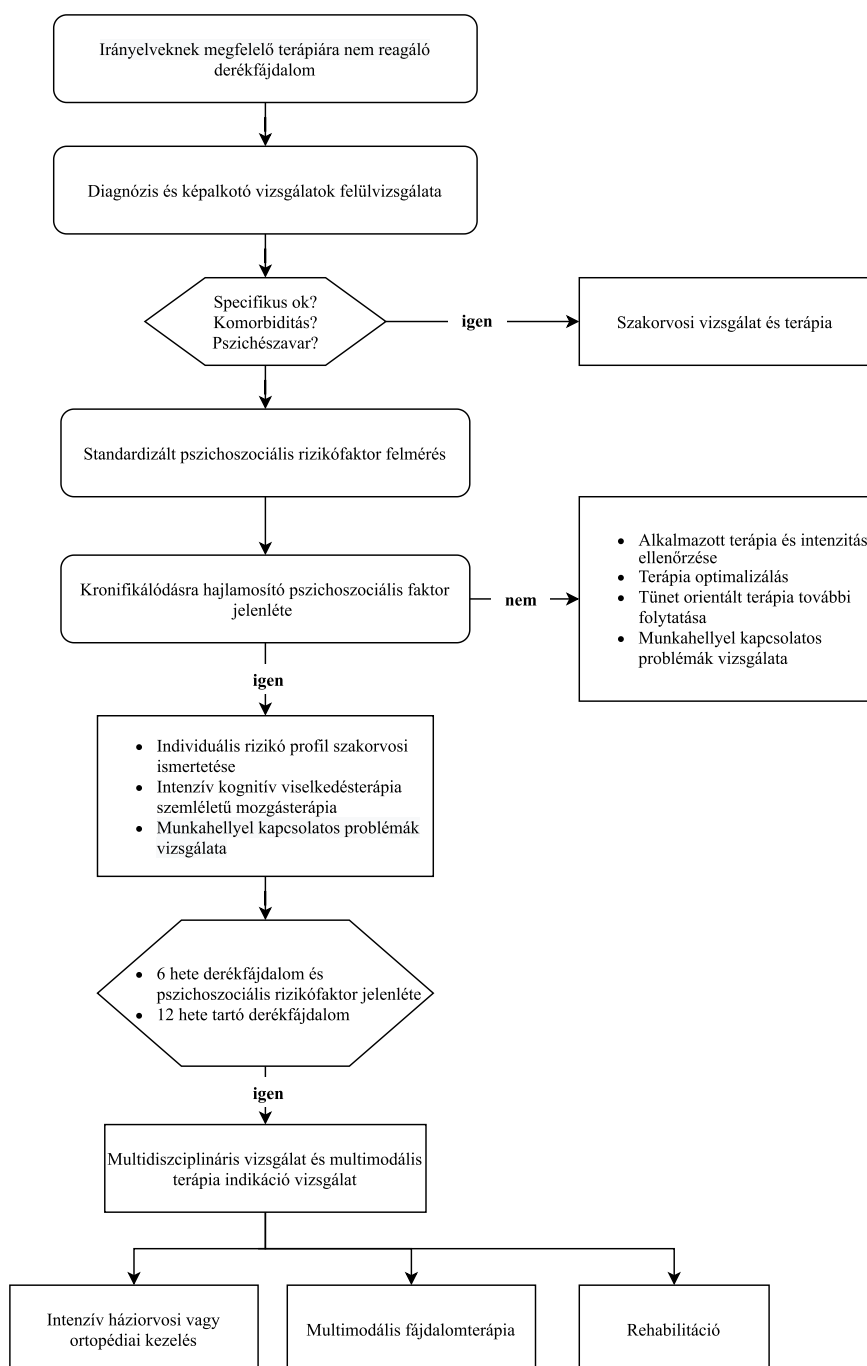 Irányelveknek megfelelő terápiára nem reagáló
derékfájdalom
Diagnózis és képalkotó vizsgálatok felülvizsgálata
Specifikus ok?
Komorbiditás?
Pszichészavar?
igen
Szakorvosi vizsgálat és terápia
Standardizált pszichoszociális rizikófaktor felmérés
Kronifikálódásra hajlamosító pszichoszociális faktor
jelenléte
nem
• Alkalmazott terápia és intenzitás
ellenőrzése
• Terápia optimalizálás
• Tünet orientált terápia további
folytatása
• Munkahellyel kapcsolatos
problémák vizsgálata
igen
• Individuális rizikó profil szakorvosi
ismertetése
• Intenzív kognitív viselkedésterápia
szemléletű mozgásterápia
• Munkahellyel kapcsolatos problémák
vizsgálata
• 6 hete derékfájdalom és
pszichoszociális rizikófaktor jelenléte
• 12 hete tartó derékfájdalom
igen
Multidiszciplináris vizsgálat és multimodális
terápia indikáció vizsgálat
Intenzív háziorvosi vagy
ortopédiai kezelés
Multimodális fájdalomterápia
Rehabilitáció